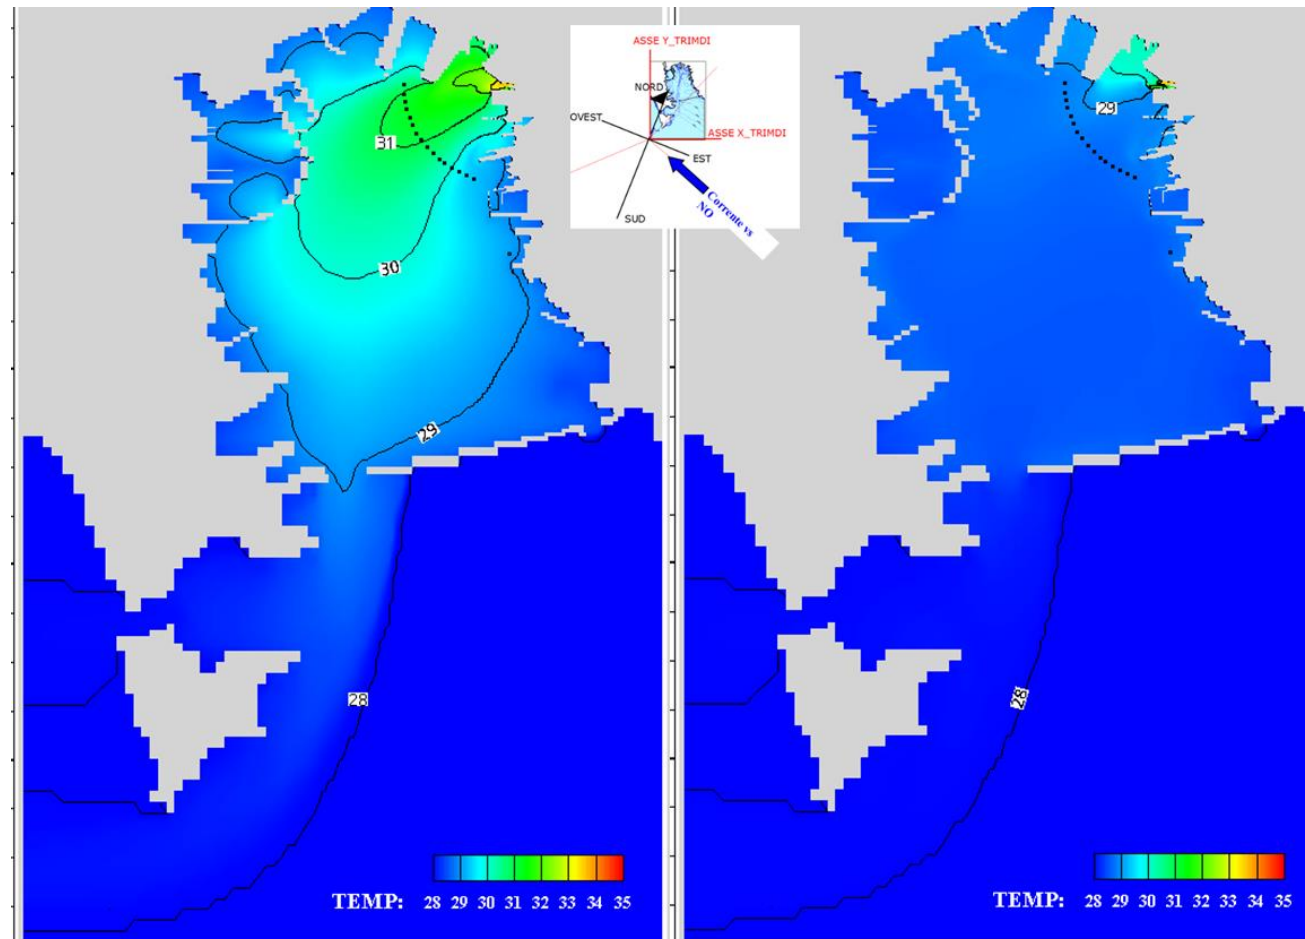 31
30
29
28
TEMP: 28 29 30 31 32 33 34 35
ASSE Y_TRIMDI
NORD
OVEST
ASSE X_TRIMDI
EST
SUD
Corrente vs
NO
29
28
TEMP: 28 29 30 31 32 33 34 35